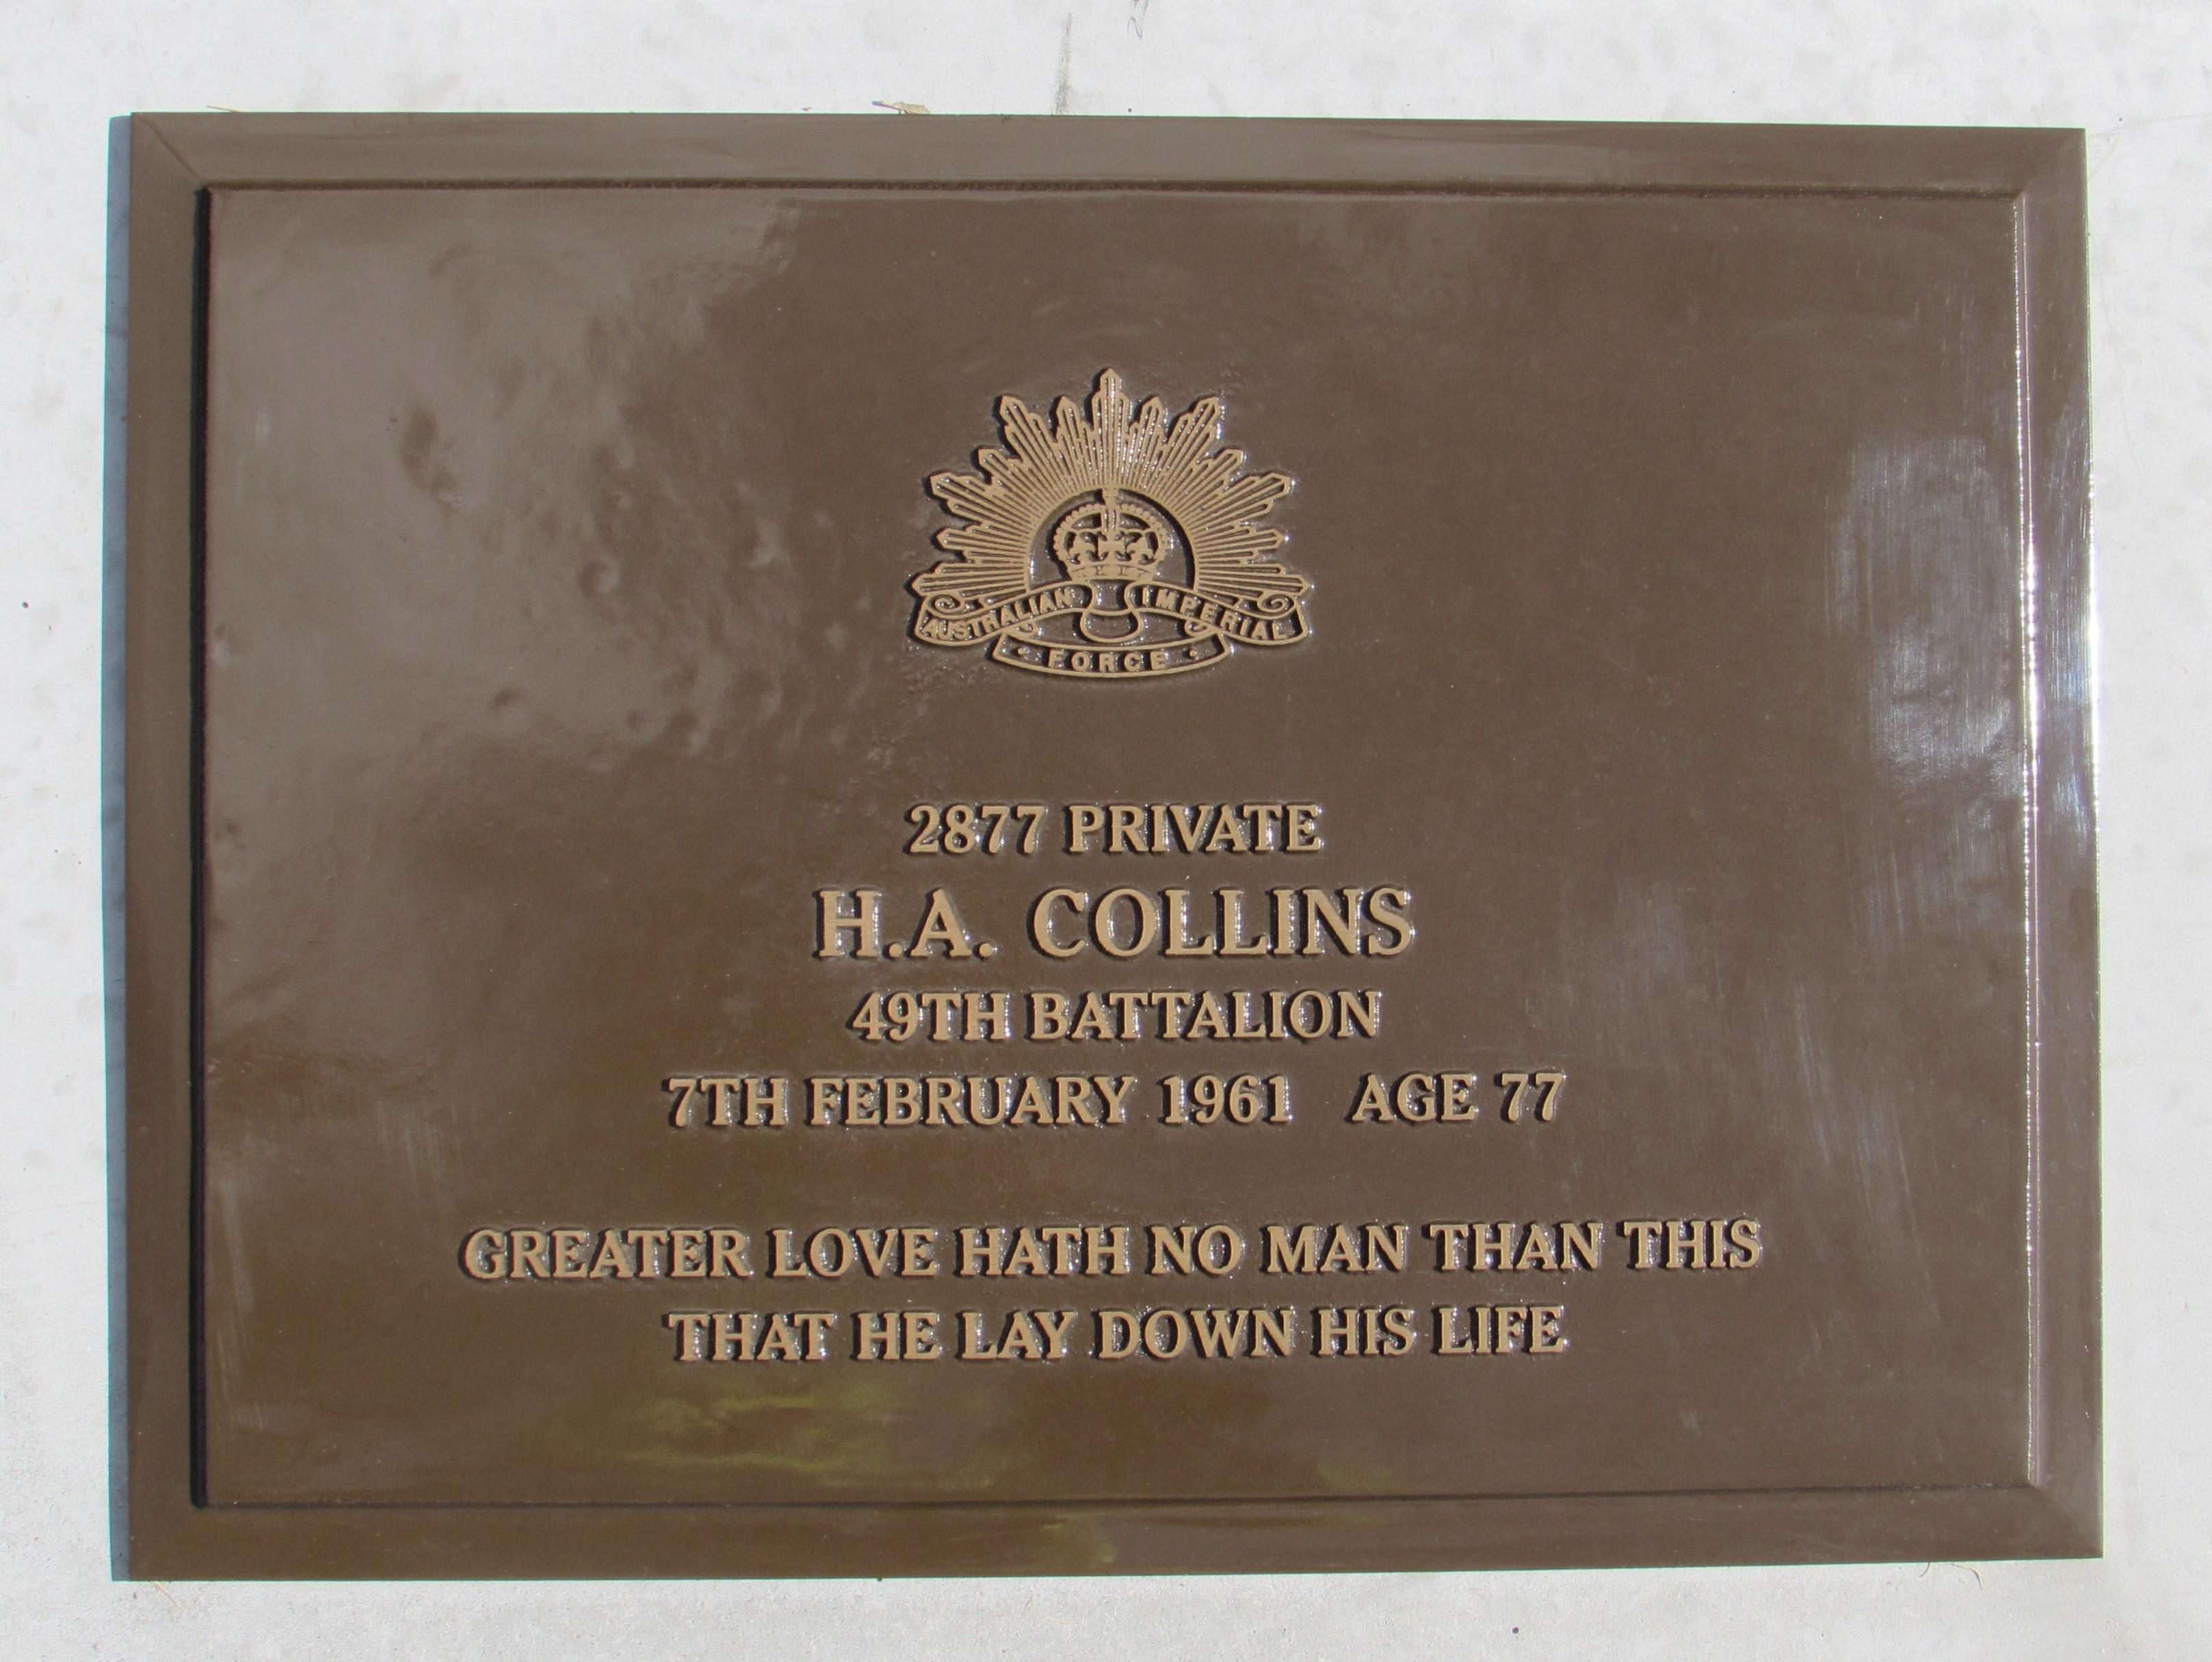 AUSTRALIAN IMPERIAL
FORCE
2877 PRIVATE
H.A. COLLINS
49TH BATTALION
7TH FEBRUARY 1961 AGE 77
GREATER LOVE HATH NO MAN THAN THIS
THAT HE LAY DOWN HIS LIFE